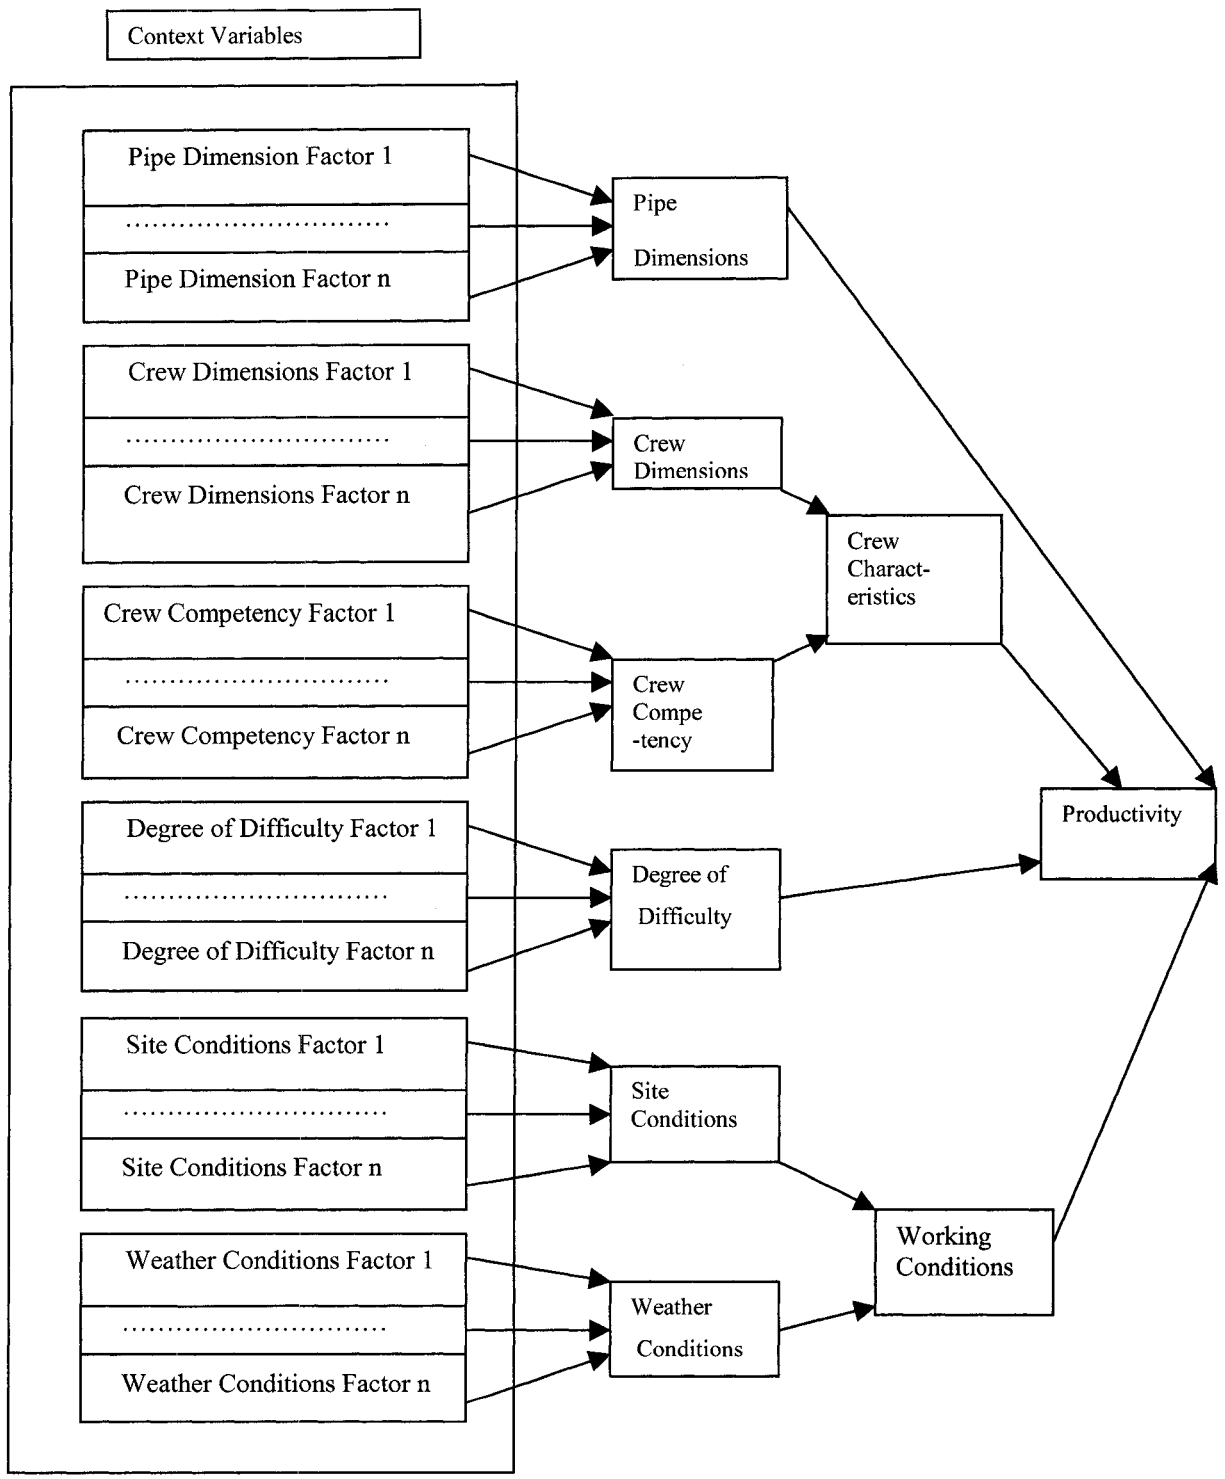 Context Variables
Pipe Dimension Factor 1
..............................
Pipe Dimension Factor n
Pipe
Dimensions
Crew Dimensions Factor 1
..............................
Crew Dimensions Factor n
Crew
Dimensions
Crew
Charact-
eristics
Crew Competency Factor 1
..............................
Crew Competency Factor n
Crew
Compe
-tency
Productivity
Degree of Difficulty Factor 1
..............................
Degree of Difficulty Factor n
Degree of
Difficulty
Site Conditions Factor 1
..............................
Site Conditions Factor n
Site
Conditions
Working
Conditions
Weather Conditions Factor 1
..............................
Weather Conditions Factor n
Weather
Conditions